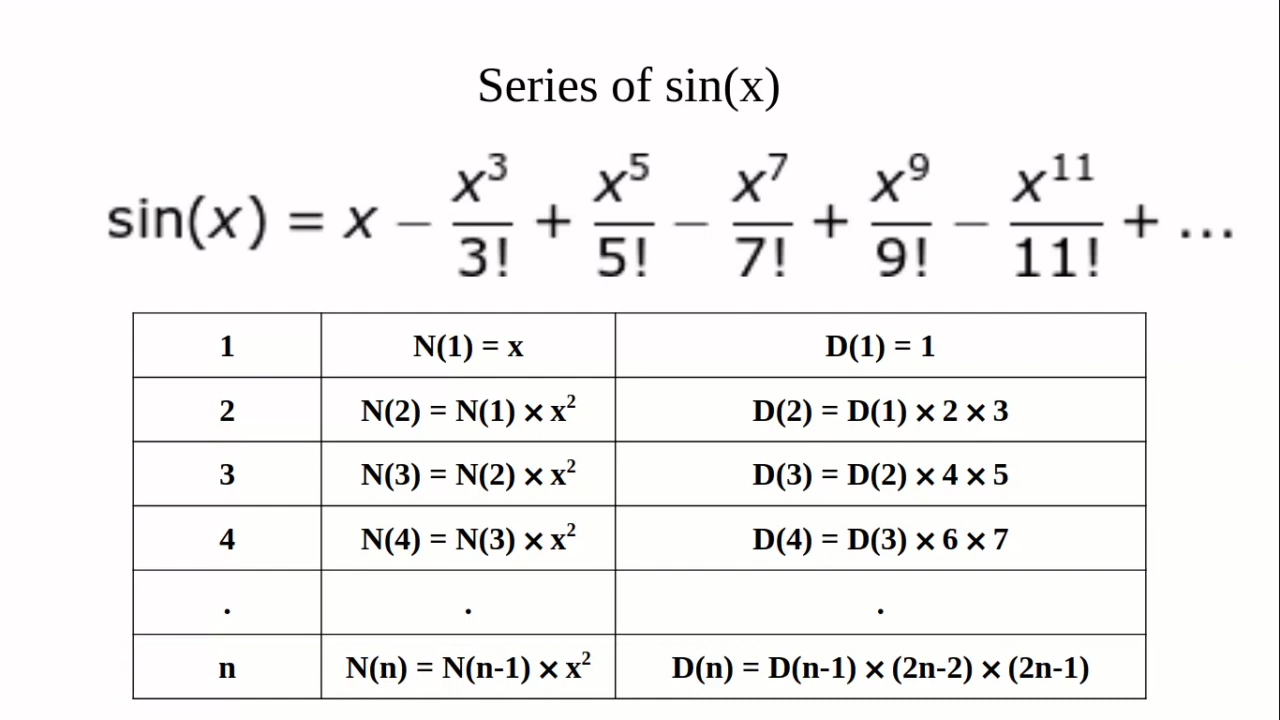 Series of sin(x)
sin(x) = x − x³/3! + x⁵/5! − x⁷/7! + x⁹/9! − x¹¹/11! + ...
1 N(1) = x D(1) = 1
2 N(2) = N(1) × x² D(2) = D(1) × 2 × 3
3 N(3) = N(2) × x² D(3) = D(2) × 4 × 5
4 N(4) = N(3) × x² D(4) = D(3) × 6 × 7
. . .
n N(n) = N(n-1) × x² D(n) = D(n-1) × (2n-2) × (2n-1)